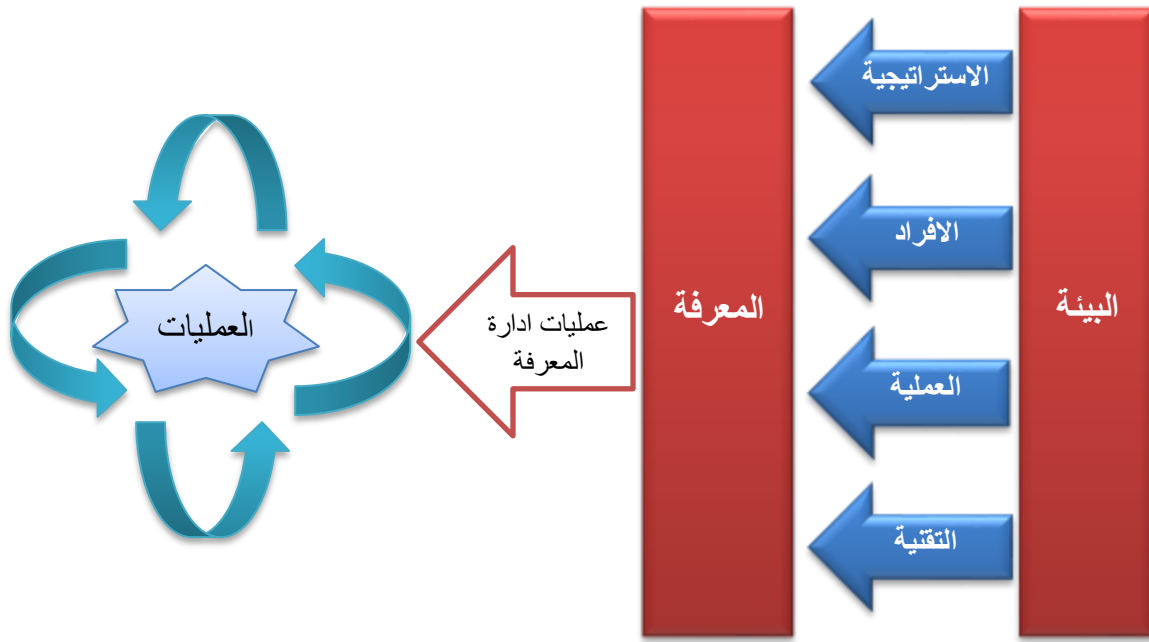 البيئة
الاستراتيجية
الافراد
العملية
التقنية
المعرفة
عمليات ادارة
المعرفة
العمليات